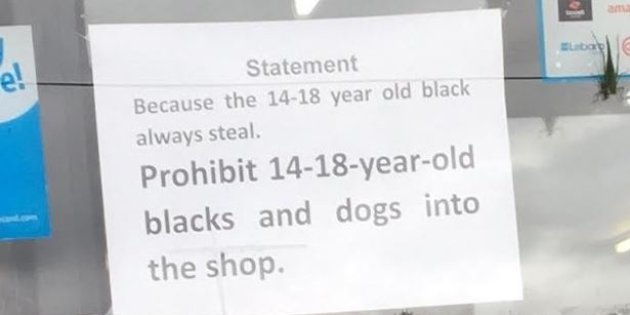 e!
Statement
Because the 14-18 year old black
always steal.
Prohibit 14-18-year-old
blacks and dogs into
the shop.